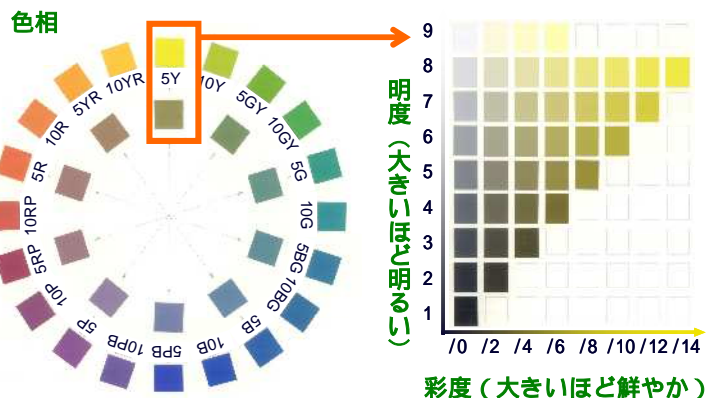 色相
5Y
10Y
5GY
10GY
5G
10G
5BG
10BG
5B
10B
5PB
10PB
5P
10P
5RP
10RP
5R
10R
5YR
10YR
明度（大きいほど明るい）
9
8
7
6
5
4
3
2
1
/0 /2 /4 /6 /8 /10 /12 /14
彩度（大きいほど鮮やか）